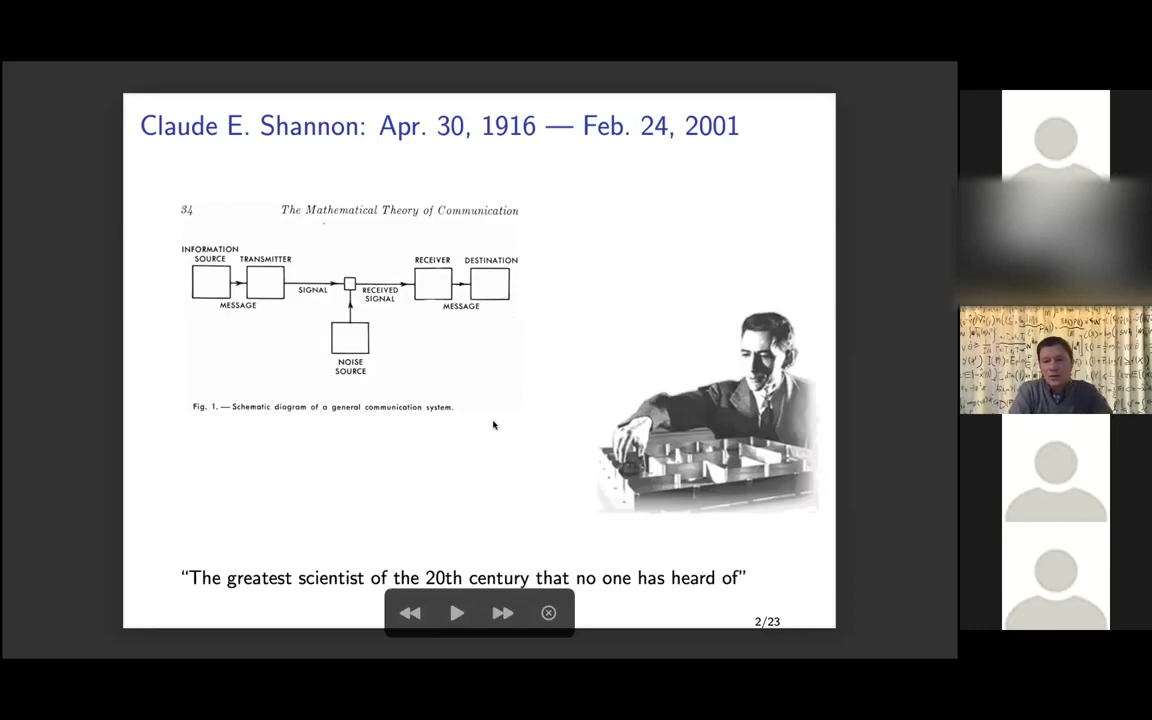 Claude E. Shannon: Apr. 30, 1916 — Feb. 24, 2001
34 The Mathematical Theory of Communication
INFORMATION
SOURCE TRANSMITTER RECEIVER DESTINATION
SIGNAL RECEIVED
SIGNAL
MESSAGE MESSAGE
NOISE
SOURCE
Fig. 1. — Schematic diagram of a general communication system.
“The greatest scientist of the 20th century that no one has heard of”
2/23